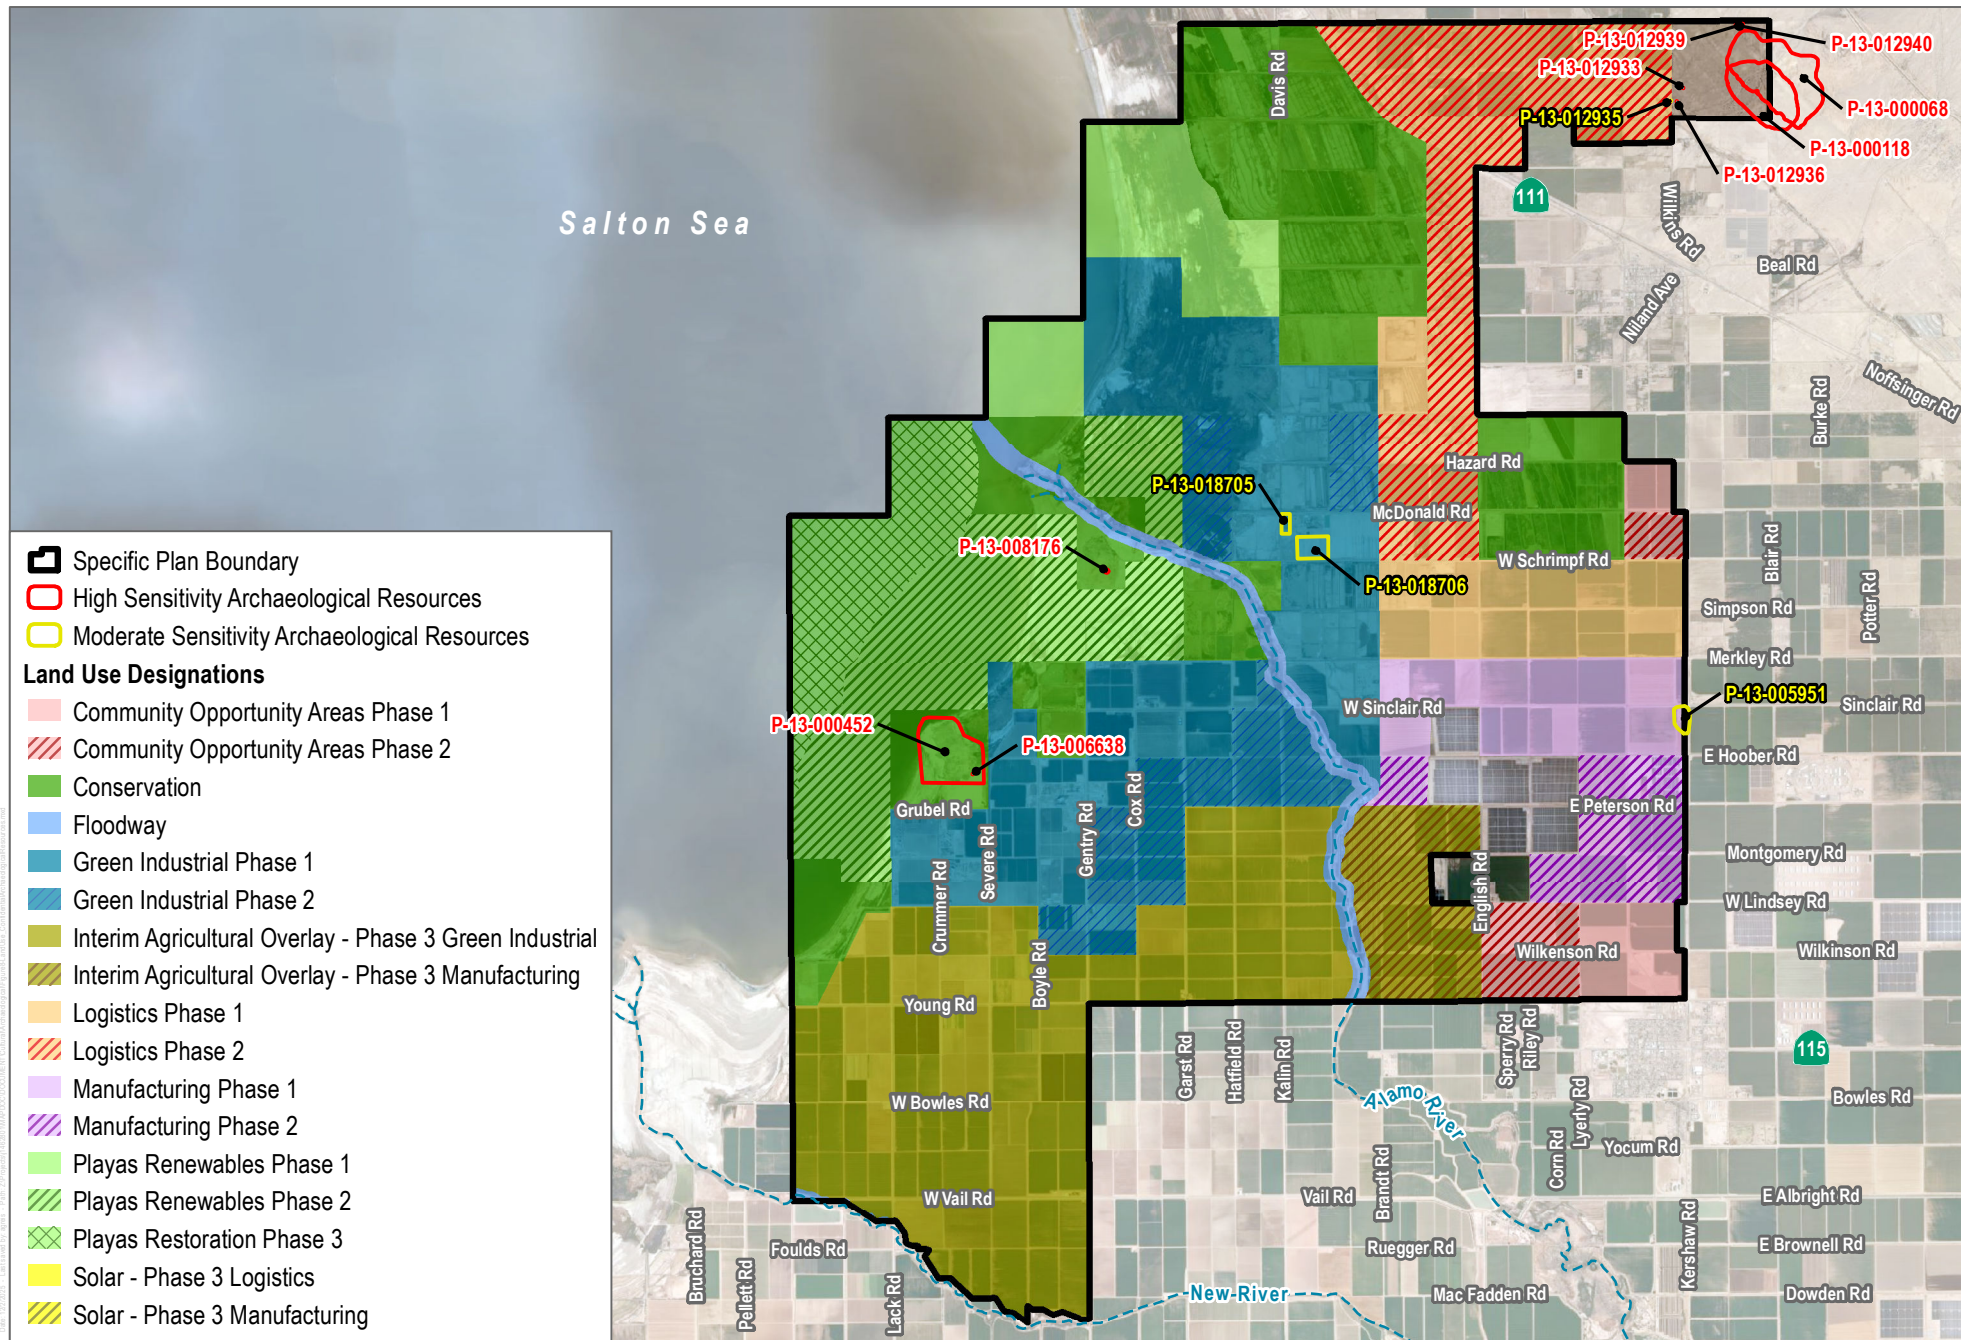 Salton Sea
Davis Rd
P-13-012939
P-13-012940
P-13-012933
P-13-000068
P-13-012935
P-13-000118
P-13-012936
111
Wilkins Rd
Beal Rd
Niland Ave
Noffsinger Rd
Burke Rd
Hazard Rd
P-13-018705
McDonald Rd
P-13-008176
W Schrimpf Rd
Blair Rd
P-13-018706
Simpson Rd
Potter Rd
Merkley Rd
P-13-005951
W Sinclair Rd
Sinclair Rd
P-13-000452
P-13-006638
E Hoober Rd
Grubel Rd
Cox Rd
Gentry Rd
E Peterson Rd
Severe Rd
Montgomery Rd
Crummer Rd
English Rd
W Lindsey Rd
Boyle Rd
Wilkenson Rd
Wilkinson Rd
Young Rd
Garst Rd
Hatfield Rd
Kalin Rd
Sperry Rd
Riley Rd
115
W Bowles Rd
Alamo River
Lyerly Rd
Bowles Rd
Corn Rd
Yocum Rd
W Vail Rd
Vail Rd
Brandt Rd
E Albright Rd
Bruchard Rd
Pellett Rd
Foulds Rd
Lack Rd
Ruegger Rd
Kershaw Rd
E Brownell Rd
New River
Mac Fadden Rd
Dowden Rd
Specific Plan Boundary
High Sensitivity Archaeological Resources
Moderate Sensitivity Archaeological Resources
Land Use Designations
Community Opportunity Areas Phase 1
Community Opportunity Areas Phase 2
Conservation
Floodway
Green Industrial Phase 1
Green Industrial Phase 2
Interim Agricultural Overlay - Phase 3 Green Industrial
Interim Agricultural Overlay - Phase 3 Manufacturing
Logistics Phase 1
Logistics Phase 2
Manufacturing Phase 1
Manufacturing Phase 2
Playas Renewables Phase 1
Playas Renewables Phase 2
Playas Restoration Phase 3
Solar - Phase 3 Logistics
Solar - Phase 3 Manufacturing